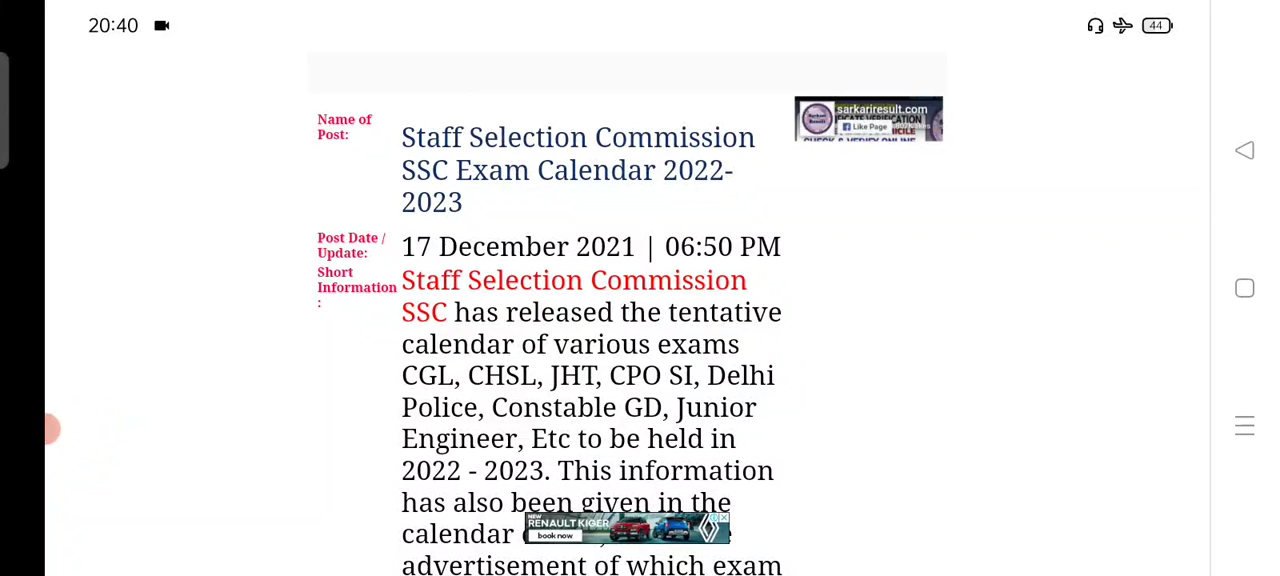 20:40
44
sarkariresult.com
Like Page
Name of
Post:
Staff Selection Commission
SSC Exam Calendar 2022-
2023
Post Date /
Update:
17 December 2021 | 06:50 PM
Short
Information
:
Staff Selection Commission
SSC has released the tentative
calendar of various exams
CGL, CHSL, JHT, CPO SI, Delhi
Police, Constable GD, Junior
Engineer, Etc to be held in
2022 - 2023. This information
has also been given in the
calendar
NEW
RENAULT KIGER
book now
advertisement of which exam